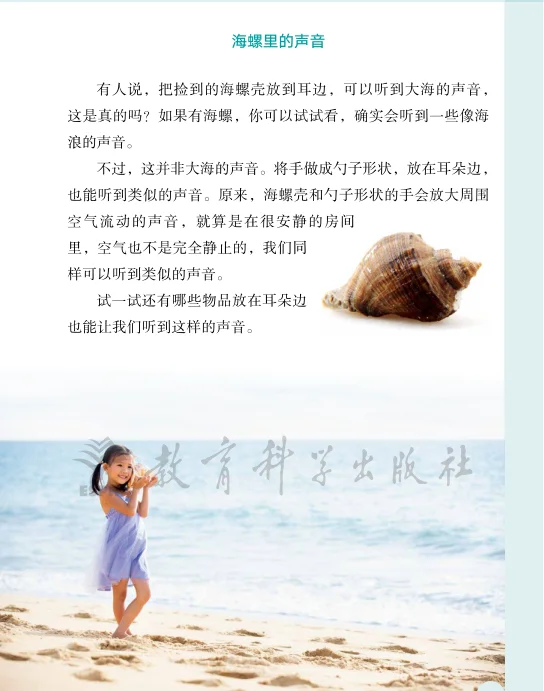 海螺里的声音
有人说，把捡到的海螺壳放到耳边，可以听到大海的声音，
这是真的吗？如果有海螺，你可以试试看，确实会听到一些像海
浪的声音。
不过，这并非大海的声音。将手做成勺子形状，放在耳朵边，
也能听到类似的声音。原来，海螺壳和勺子形状的手会放大周围
空气流动的声音，就算是在很安静的房间
里，空气也不是完全静止的，我们同
样可以听到类似的声音。
试一试还有哪些物品放在耳朵边
也能让我们听到这样的声音。
教育科学出版社